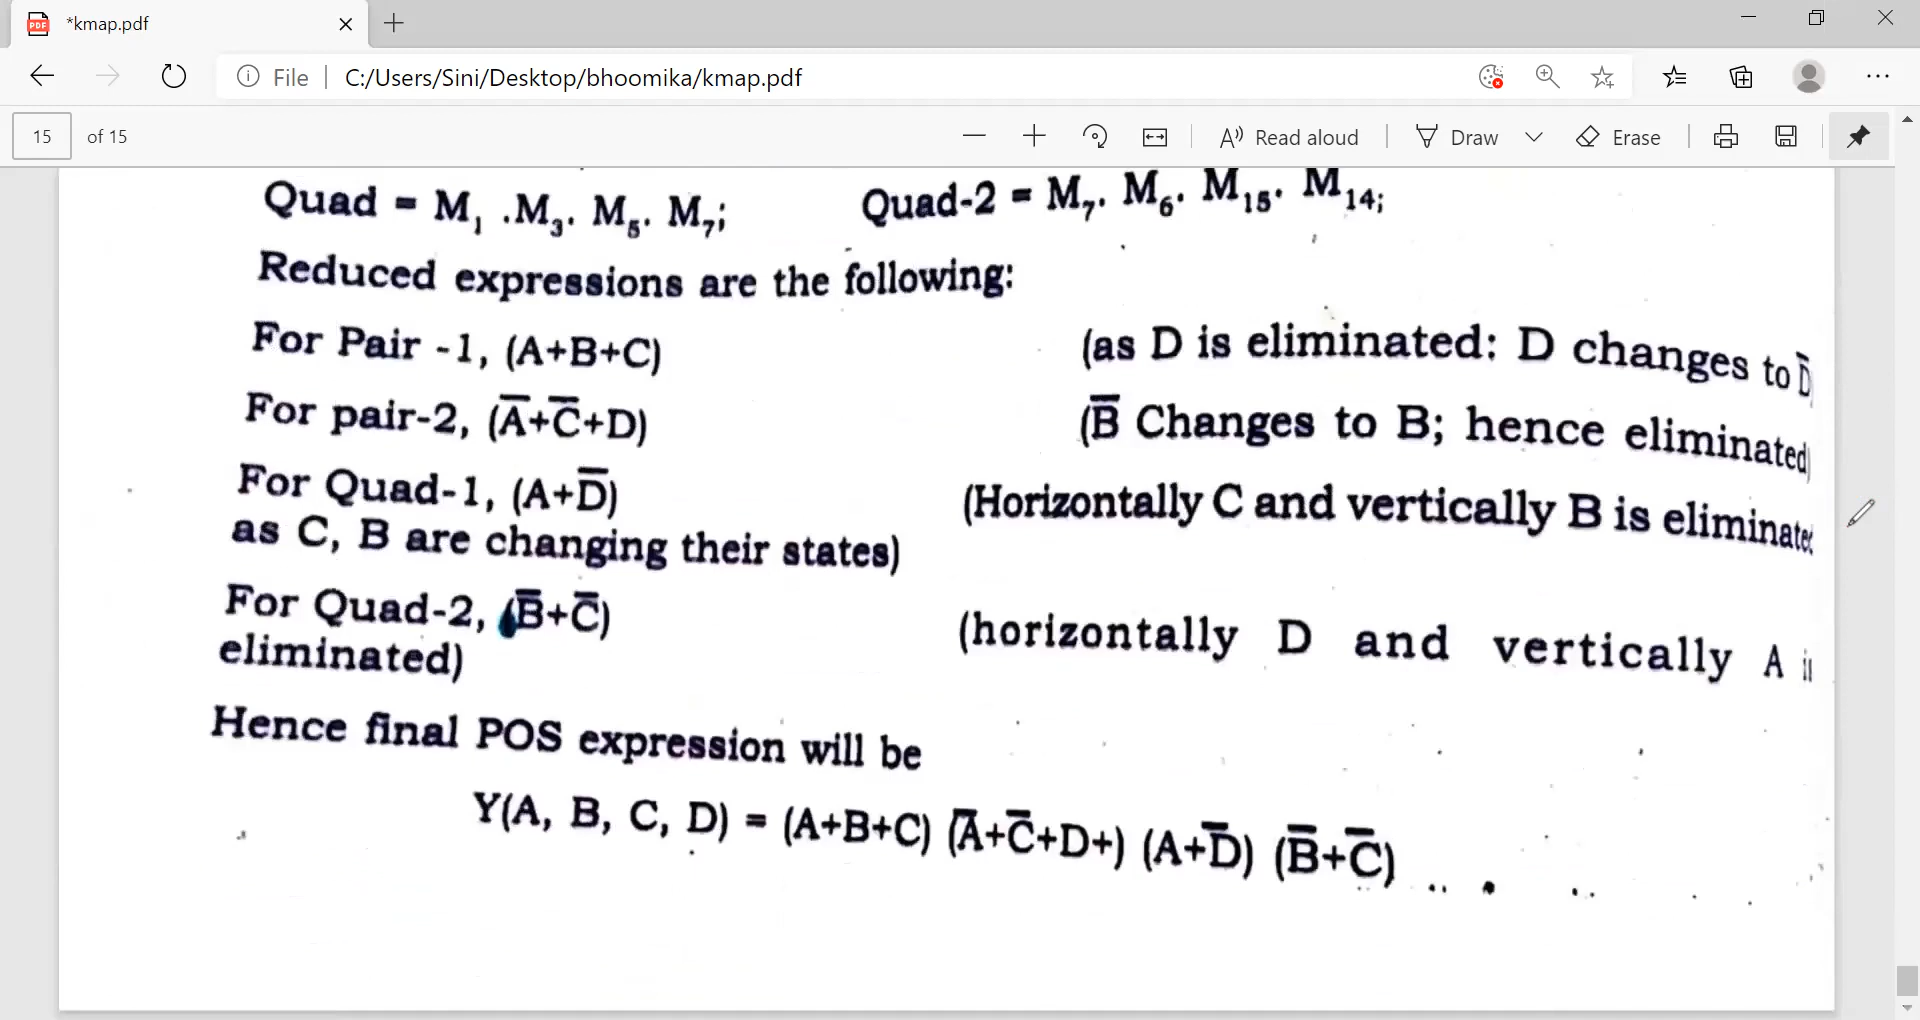 *kmap.pdf
File | C:/Users/Sini/Desktop/bhoomika/kmap.pdf
15 of 15 Read aloud Draw Erase
Quad = M₁ .M₃. M₅. M₇; Quad-2 = M₇. M₆. M₁₅. M₁₄;
Reduced expressions are the following:
For Pair -1, (A+B+C) (as D is eliminated: D changes to D̅
For pair-2, (A̅+C̅+D) (B̅ Changes to B; hence eliminated)
For Quad-1, (A+D̅) (Horizontally C and vertically B is eliminated
as C, B are changing their states)
For Quad-2, (B̅+C̅) (horizontally D and vertically A
eliminated)
Hence final POS expression will be
Y(A, B, C, D) = (A+B+C) (A̅+C̅+D+) (A+D̅) (B̅+C̅)